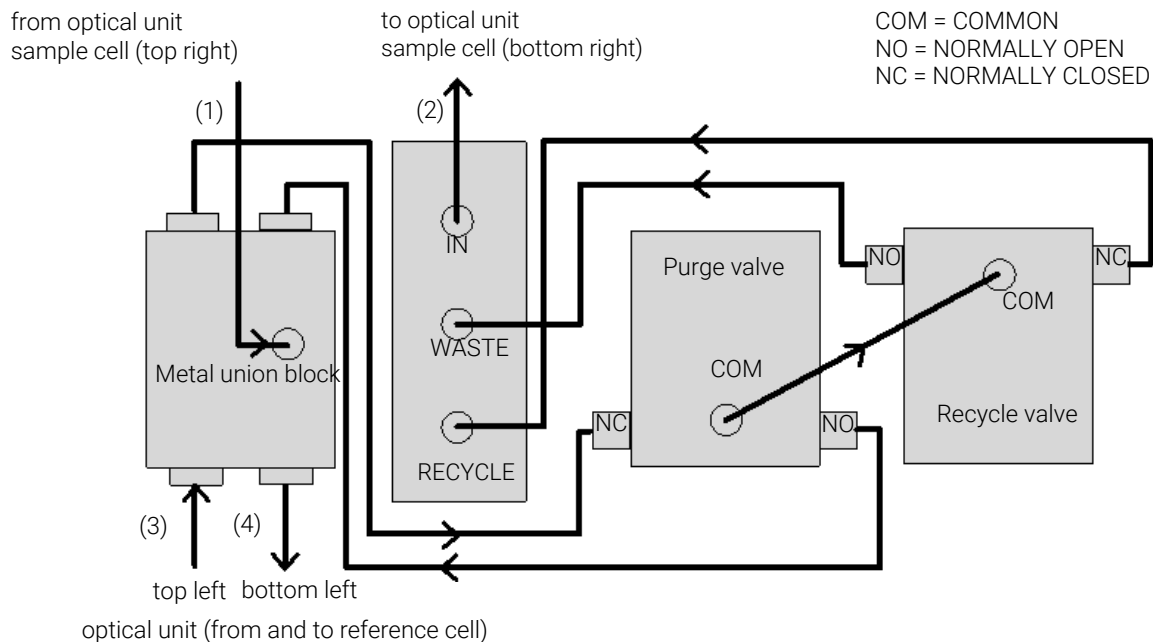 from optical unit
sample cell (top right)
to optical unit
sample cell (bottom right)
COM = COMMON
NO = NORMALLY OPEN
NC = NORMALLY CLOSED
(1)
(2)
IN
Purge valve
NO
NC
COM
WASTE
Metal union block
COM
Recycle valve
NC
NO
RECYCLE
(3)
(4)
top left
bottom left
optical unit (from and to reference cell)